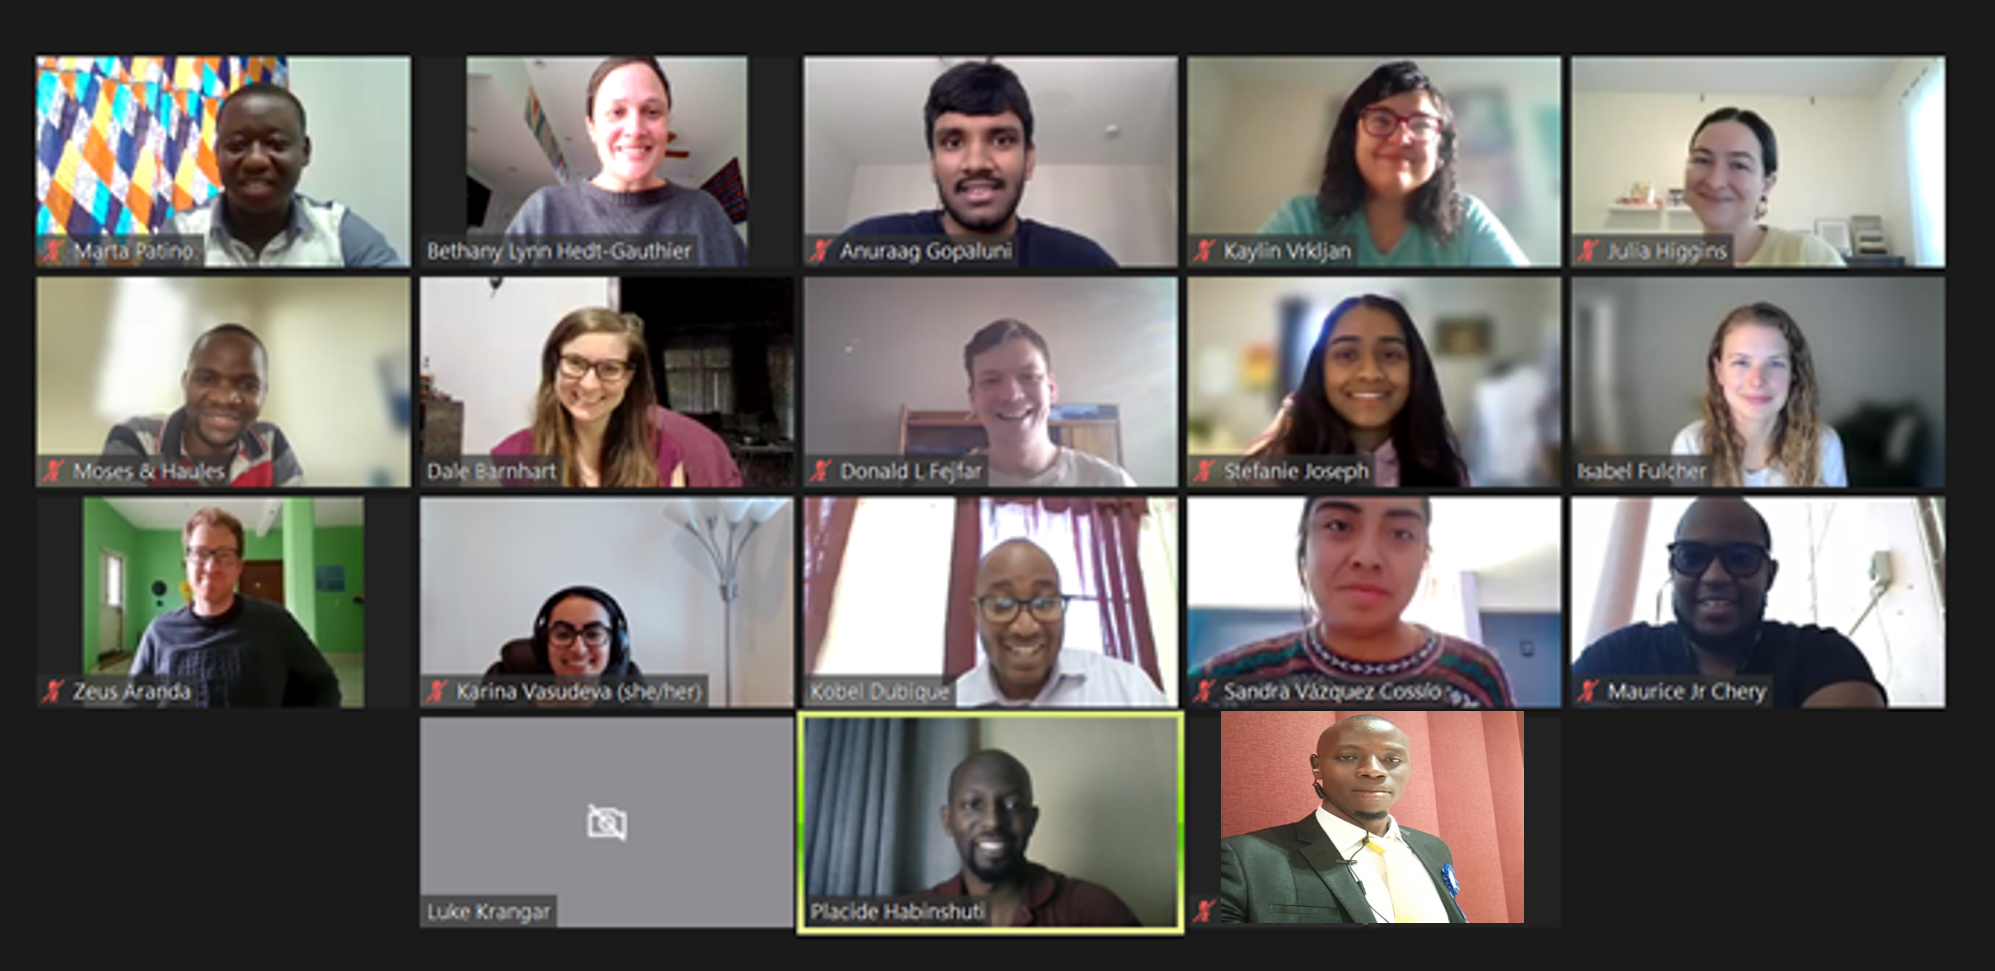 Marta Patino
Bethany Lynn Hedt-Gauthier
Anuraag Gopaluni
Kaylin Vrkljan
Julia Higgins
Moses & Haules
Dale Barnhart
Donald L Fejfar
Stefanie Joseph
Isabel Fulcher
Zeus Aranda
Karina Vasudeva (she/her)
Kobel Dubique
Sandra Vázquez Cossío
Maurice Jr Chery
Luke Krangar
Placide Habinshuti